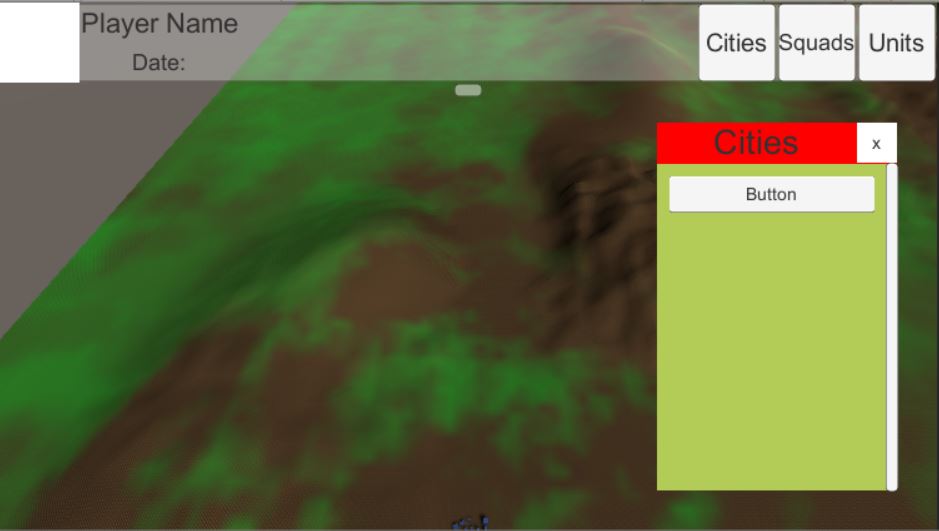 Player Name
Date:
Cities
Squads
Units
Cities
x
Button